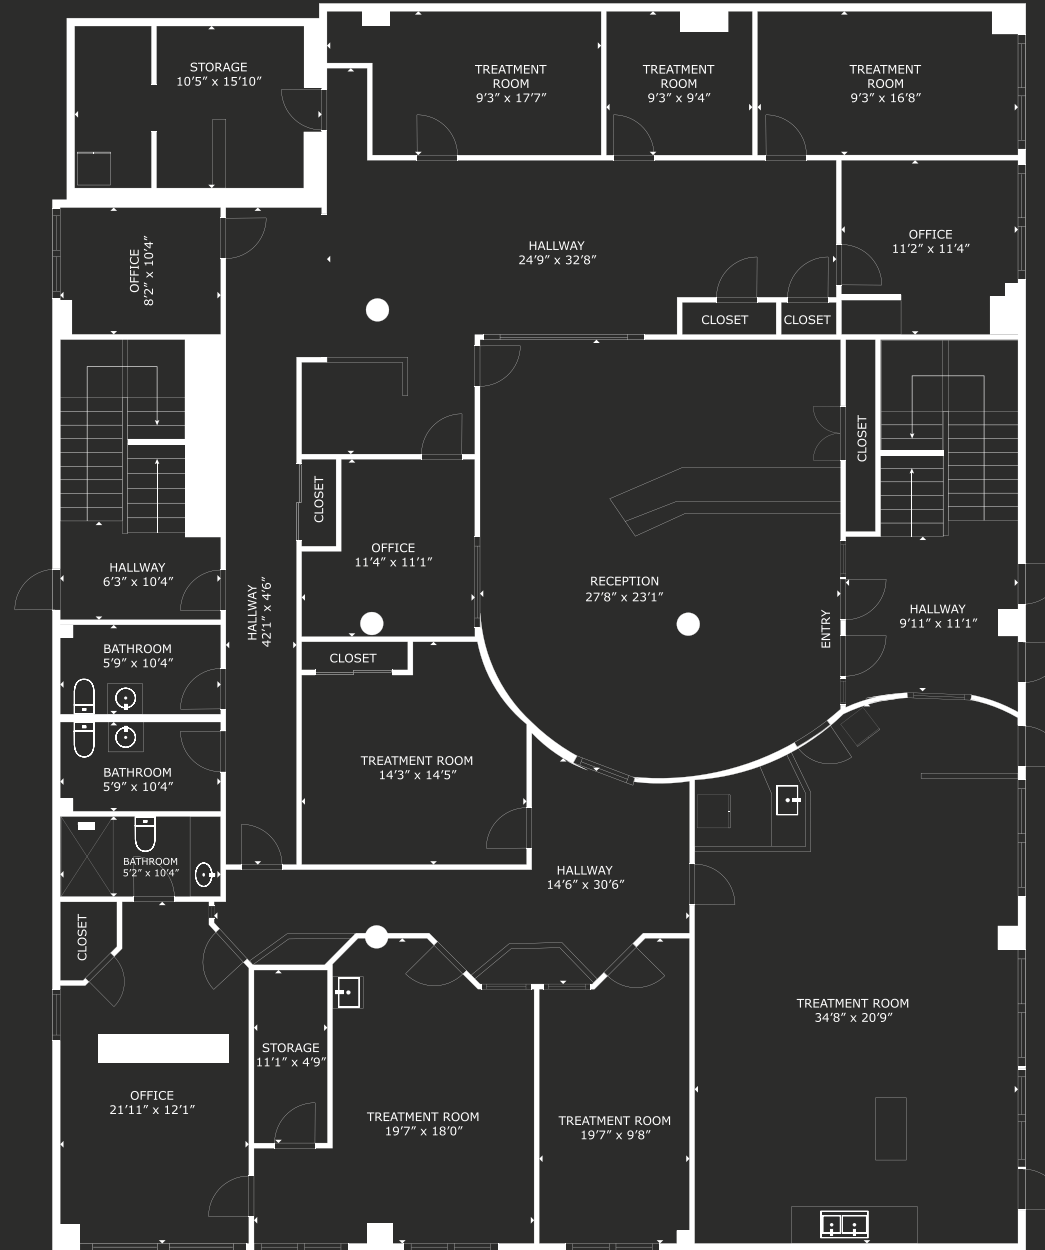 STORAGE
10'5” x 15'10”
TREATMENT
ROOM
9'3” x 17'7”
TREATMENT
ROOM
9'3” x 9'4”
TREATMENT
ROOM
9'3” x 16'8”
OFFICE
8'2” x 10'4”
HALLWAY
24'9” x 32'8”
OFFICE
11'2” x 11'4”
CLOSET
CLOSET
CLOSET
CLOSET
OFFICE
11'4” x 11'1”
HALLWAY
6'3” x 10'4”
HALLWAY
42'1” x 4'6”
RECEPTION
27'8” x 23'1”
ENTRY
HALLWAY
9'11” x 11'1”
BATHROOM
5'9” x 10'4”
CLOSET
BATHROOM
5'9” x 10'4”
TREATMENT ROOM
14'3” x 14'5”
BATHROOM
5'2” x 10'4”
HALLWAY
14'6” x 30'6”
CLOSET
TREATMENT ROOM
34'8” x 20'9”
STORAGE
11'1” x 4'9”
OFFICE
21'11” x 12'1”
TREATMENT ROOM
19'7” x 18'0”
TREATMENT ROOM
19'7” x 9'8”